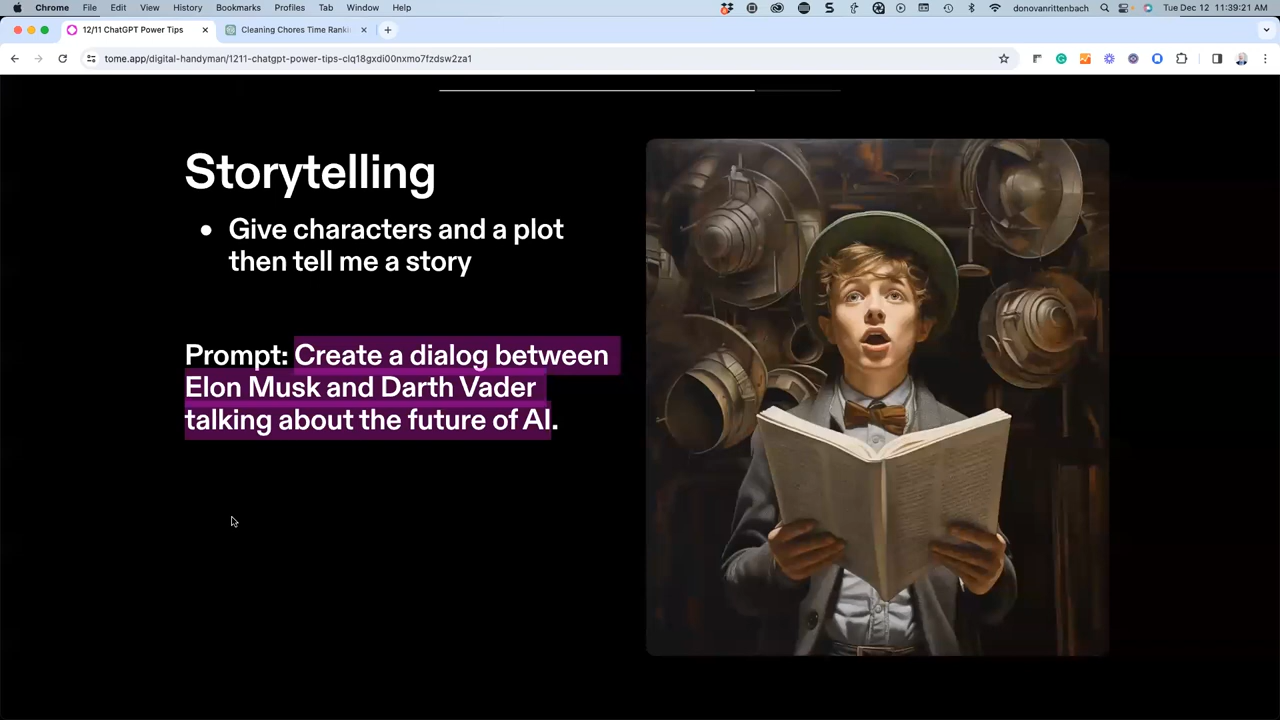 Chrome File Edit View History Bookmarks Profiles Tab Window Help donovanrittenbach Tue Dec 12 11:39:21 AM
12/11 ChatGPT Power Tips Cleaning Chores Time Ranki
tome.app/digital-handyman/1211-chatgpt-power-tips-clq18gxdi00nxmo7fzdsw2za1
Storytelling
• Give characters and a plot
then tell me a story
Prompt: Create a dialog between
Elon Musk and Darth Vader
talking about the future of AI.